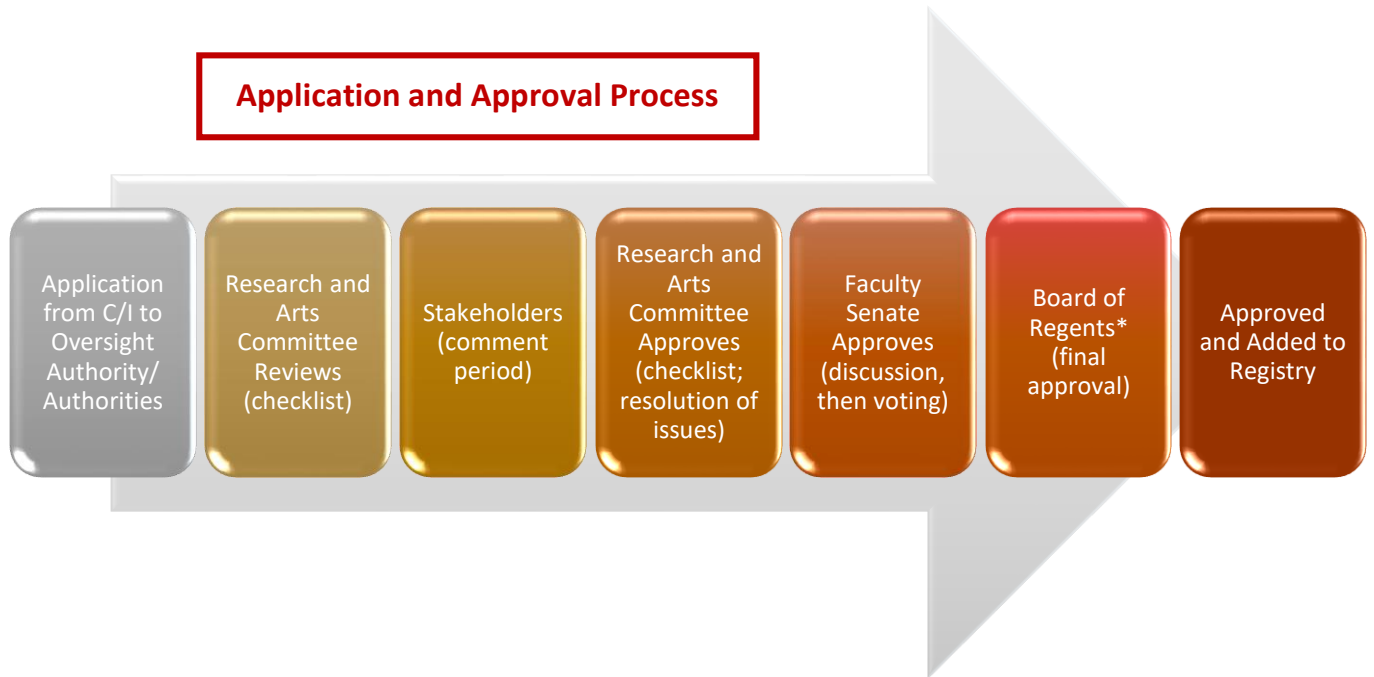 Application and Approval Process
Application
from C/I to
Oversight
Authority/
Authorities
Research and
Arts
Committee
Reviews
(checklist)
Stakeholders
(comment
period)
Research and
Arts
Committee
Approves
(checklist;
resolution of
issues)
Faculty
Senate
Approves
(discussion,
then voting)
Board of
Regents*
(final
approval)
Approved
and Added to
Registry